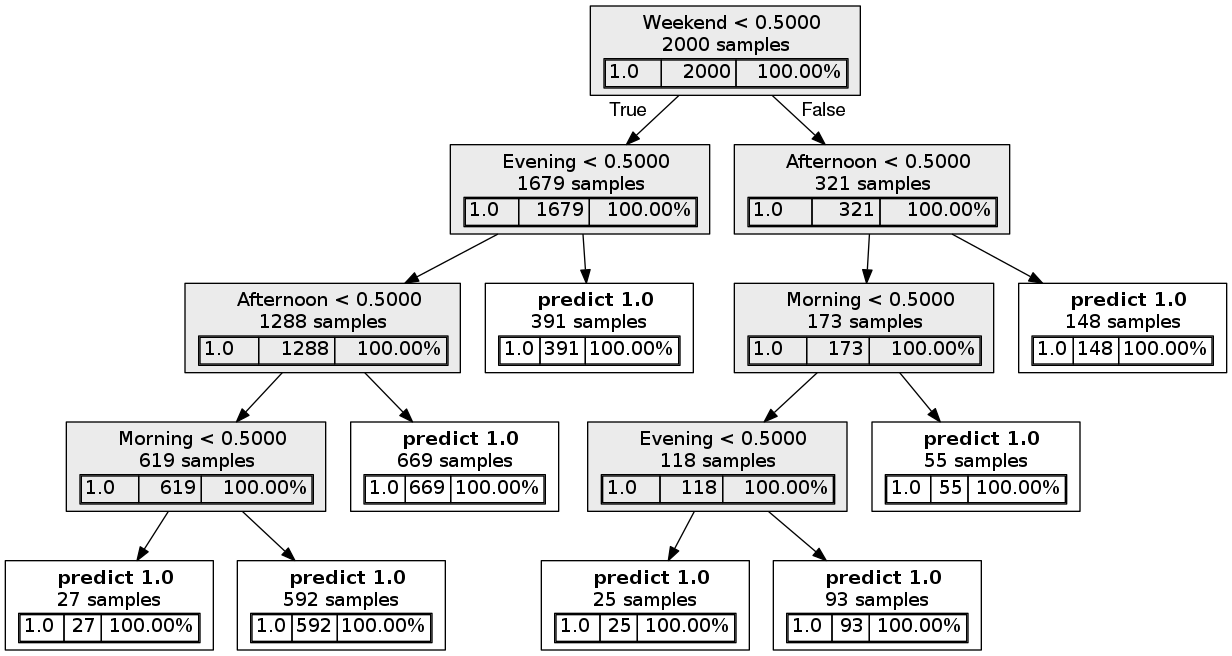 Weekend < 0.5000
2000 samples
1.0 2000 100.00%
True False
Evening < 0.5000
1679 samples
1.0 1679 100.00%
Afternoon < 0.5000
321 samples
1.0 321 100.00%
Afternoon < 0.5000
1288 samples
1.0 1288 100.00%
predict 1.0
391 samples
1.0 391 100.00%
Morning < 0.5000
173 samples
1.0 173 100.00%
predict 1.0
148 samples
1.0 148 100.00%
Morning < 0.5000
619 samples
1.0 619 100.00%
predict 1.0
669 samples
1.0 669 100.00%
Evening < 0.5000
118 samples
1.0 118 100.00%
predict 1.0
55 samples
1.0 55 100.00%
predict 1.0
27 samples
1.0 27 100.00%
predict 1.0
592 samples
1.0 592 100.00%
predict 1.0
25 samples
1.0 25 100.00%
predict 1.0
93 samples
1.0 93 100.00%